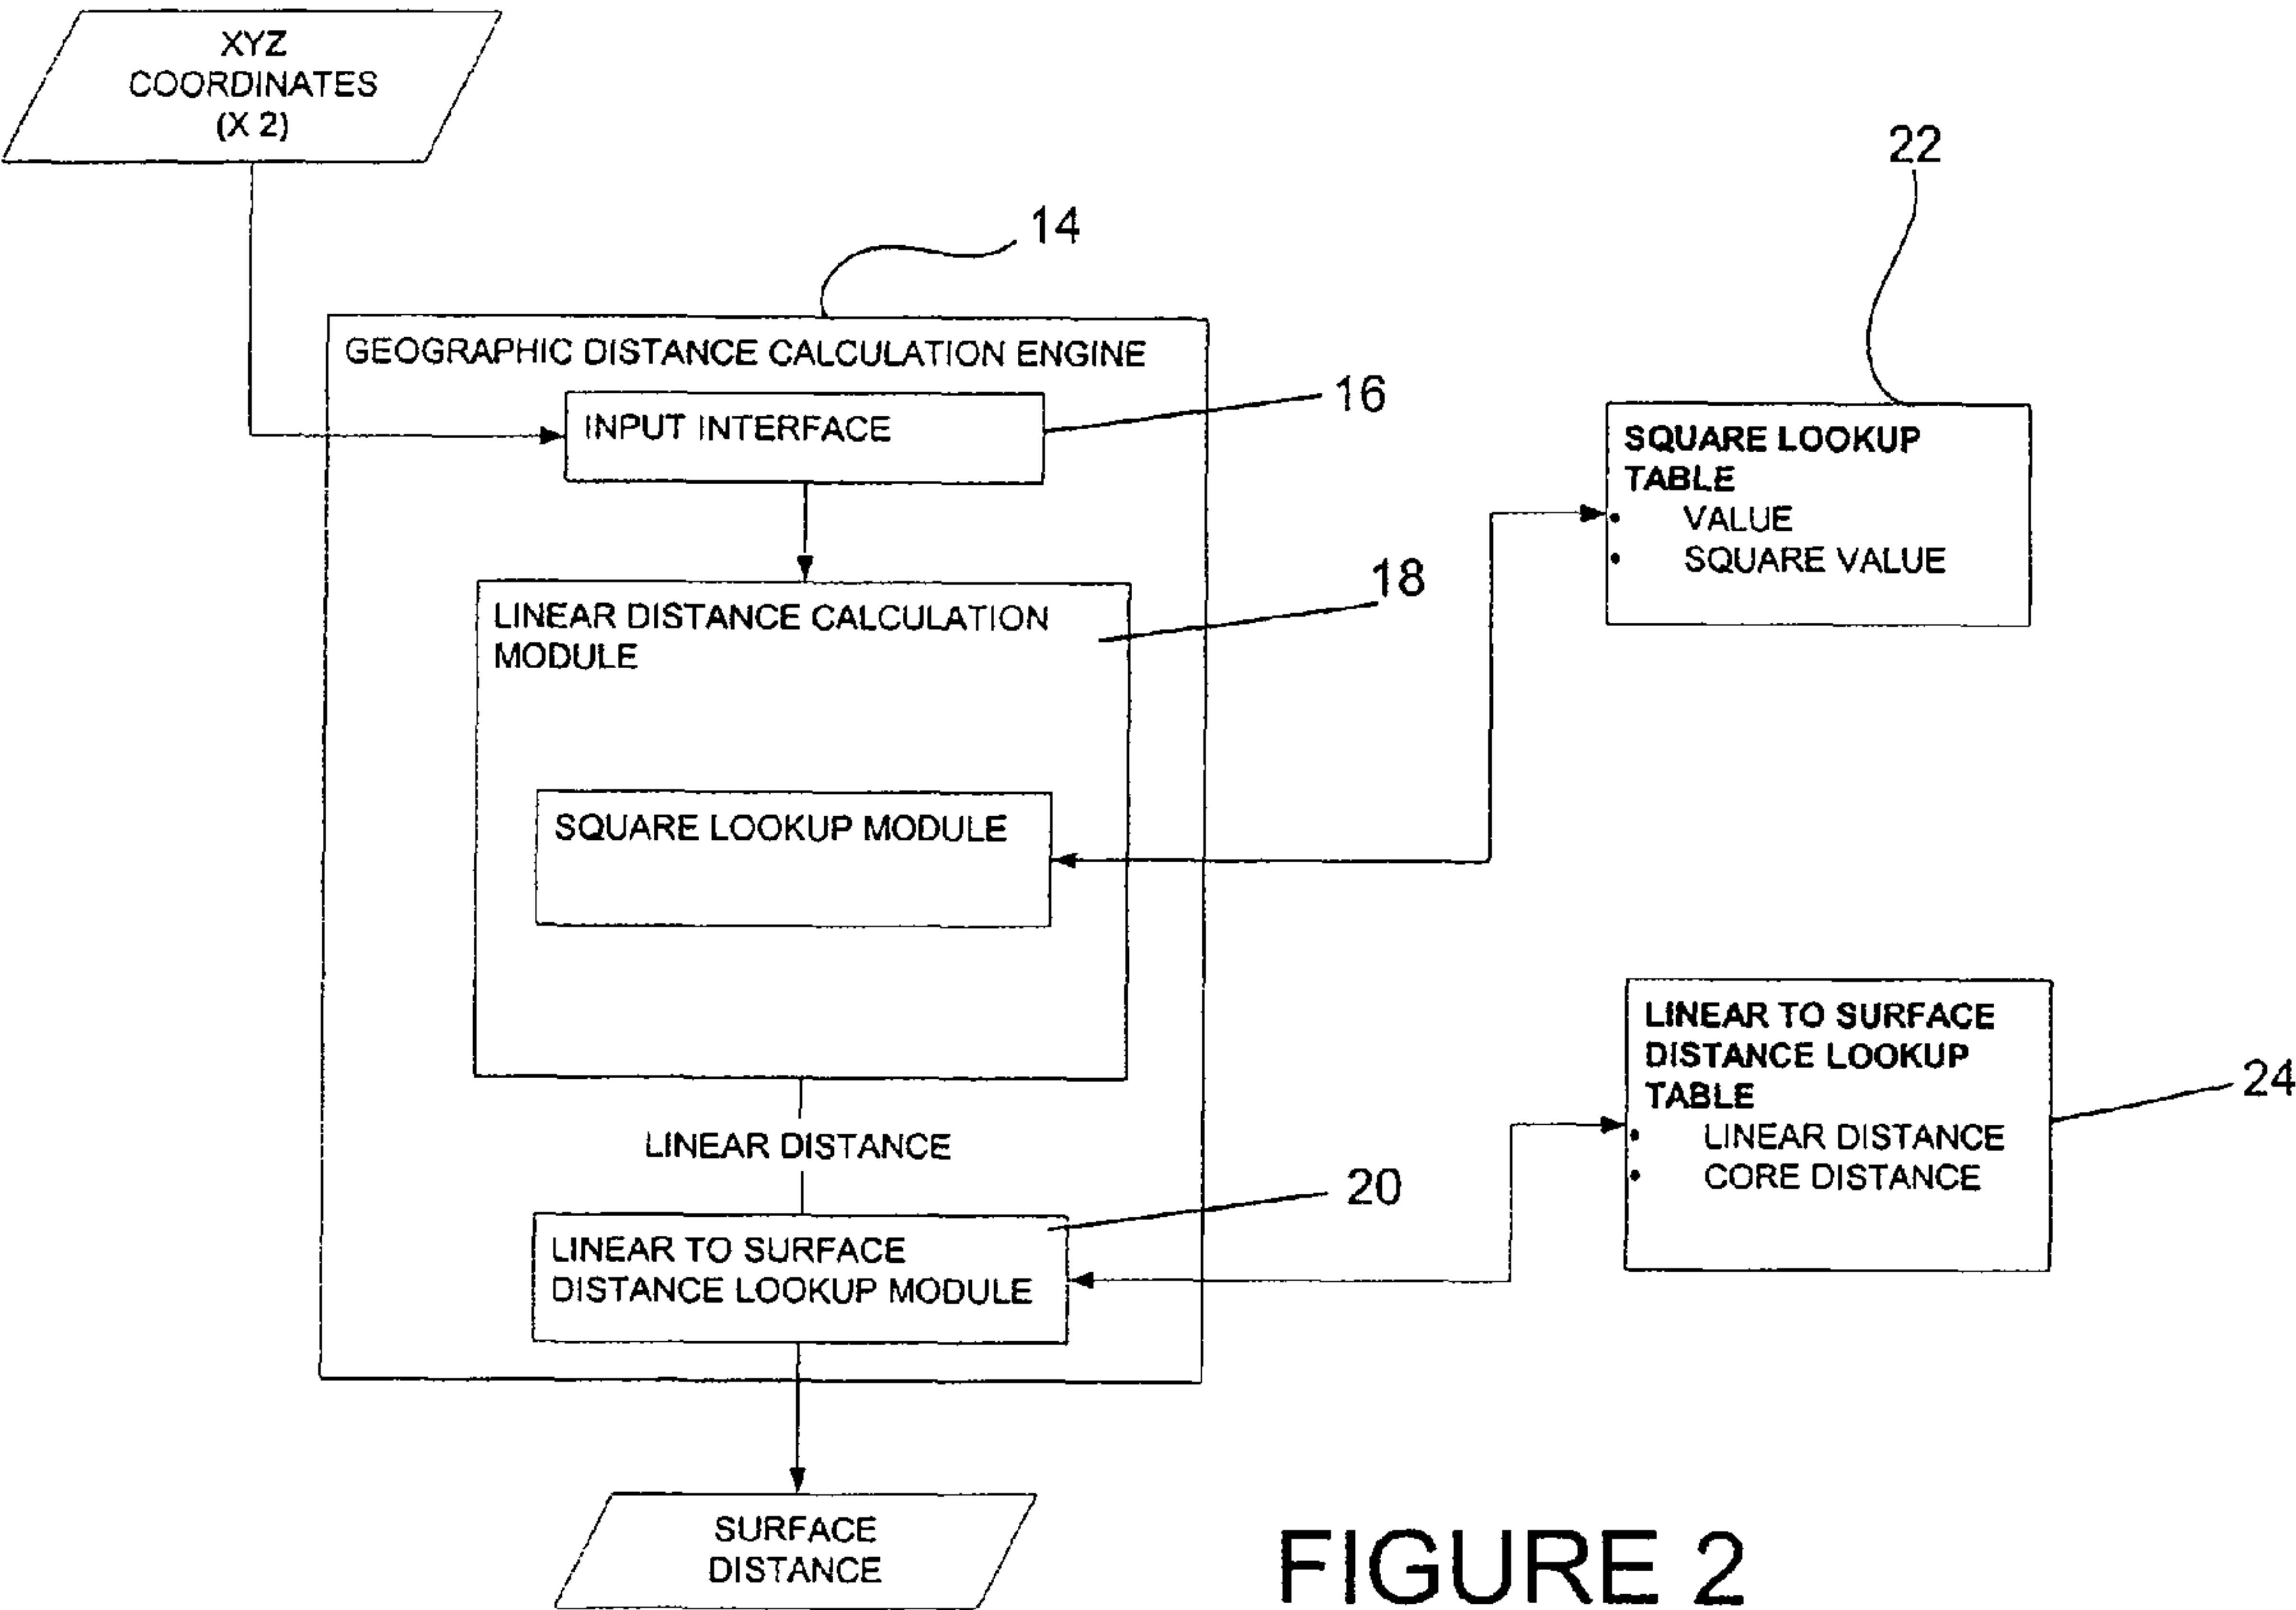 XYZ
COORDINATES
(X 2)
22
14
GEOGRAPHIC DISTANCE CALCULATION ENGINE
16
INPUT INTERFACE
SQUARE LOOKUP
TABLE
• VALUE
• SQUARE VALUE
18
LINEAR DISTANCE CALCULATION
MODULE
SQUARE LOOKUP MODULE
LINEAR TO SURFACE
DISTANCE LOOKUP
TABLE
• LINEAR DISTANCE
• CORE DISTANCE
24
LINEAR DISTANCE
20
LINEAR TO SURFACE
DISTANCE LOOKUP MODULE
SURFACE
DISTANCE
FIGURE 2